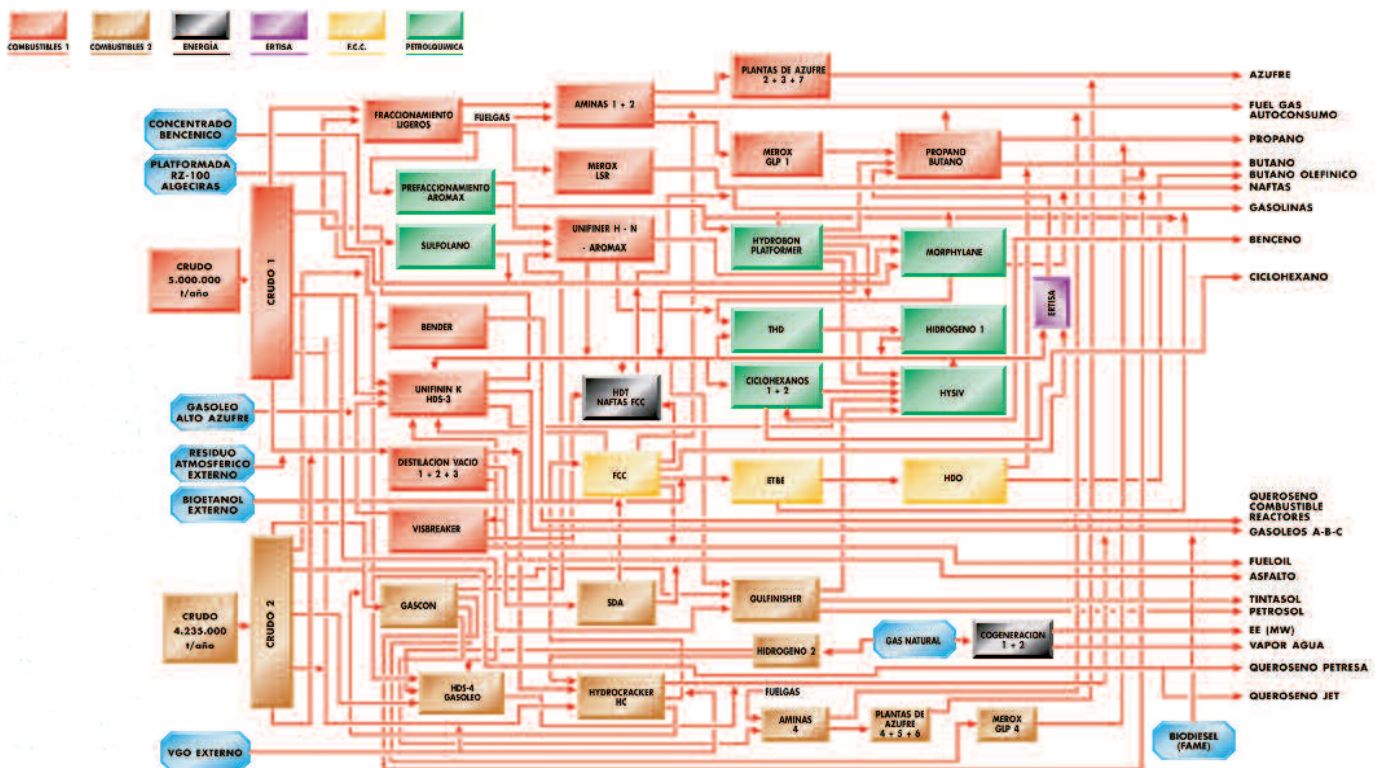 COMBUSTIBLES 1
COMBUSTIBLES 2
ENERGÍA
ERTISA
F.C.C.
PETROLQUIMICA
CONCENTRADO
BENCENICO
PLATFORMADA
RZ-100
ALGECIRAS
CRUDO
5.000.000
t/año
CRUDO 1
GASOLEO
ALTO AZUFRE
RESIDUO
ATMOSFERICO
EXTERNO
BIOETANOL
EXTERNO
CRUDO
4.235.000
t/año
CRUDO 2
VGO EXTERNO
FRACCIONAMIENTO
LIGEROS
FUELGAS
PREFACCIONAMIENTO
AROMAX
SULFOLANO
BENDER
UNIFININ K
HDS-3
DESTILACION VACIO
1 + 2 + 3
VISBREAKER
GASCON
HDS-4
GASOLEO
AMINAS 1 + 2
MEROX
LSR
UNIFINER H - N
- AROMAX
HDT
NAFTAS FCC
FCC
SDA
HYDROCRACKER
HC
PLANTAS DE AZUFRE
2 + 3 + 7
MEROX
GLP 1
PROPANO
BUTANO
HYDROBON
PLATFORMER
MORPHYLANE
THD
HIDROGENO 1
CICLOHEXANOS
1 + 2
HYSIV
ERTISA
ETBE
HDO
GULFINISHER
HIDROGENO 2
GAS NATURAL
COGENERACION
1 + 2
FUELGAS
AMINAS
4
PLANTAS DE
AZUFRE
4 + 5 + 6
MEROX
GLP 4
BIODIESEL
(FAME)
AZUFRE
FUEL GAS
AUTOCONSUMO
PROPANO
BUTANO
BUTANO OLEFINICO
NAFTAS
GASOLINAS
BENCENO
CICLOHEXANO
QUEROSENO
COMBUSTIBLE
REACTORES
GASOLEOS A-B-C
FUELOIL
ASFALTO
TINTASOL
PETROSOL
EE (MW)
VAPOR AGUA
QUEROSENO PETRESA
QUEROSENO JET